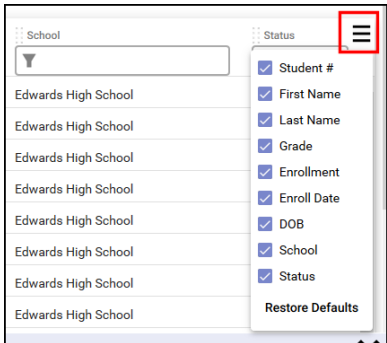 School
Status
Student #
First Name
Last Name
Grade
Enrollment
Enroll Date
DOB
School
Status
Restore Defaults
Edwards High School
Edwards High School
Edwards High School
Edwards High School
Edwards High School
Edwards High School
Edwards High School
Edwards High School